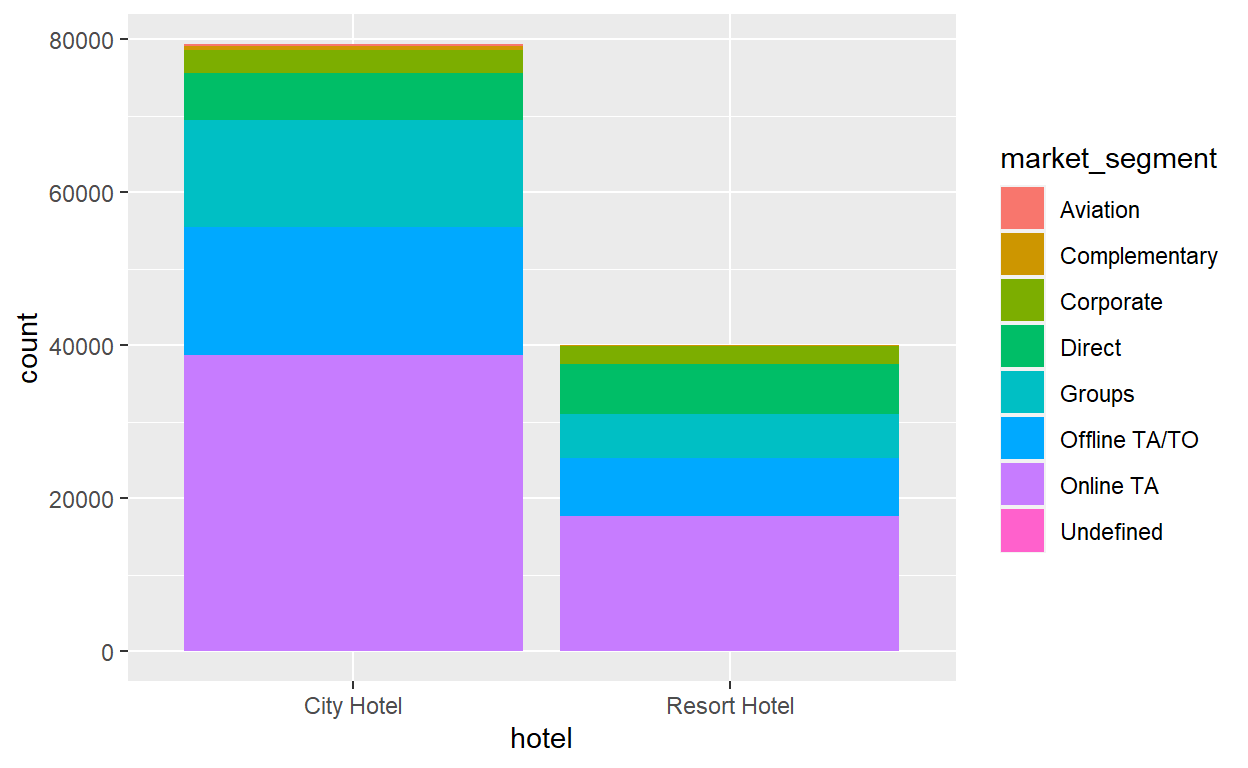 80000
60000
40000
20000
0
count
City Hotel
Resort Hotel
hotel
market_segment
Aviation
Complementary
Corporate
Direct
Groups
Offline TA/TO
Online TA
Undefined